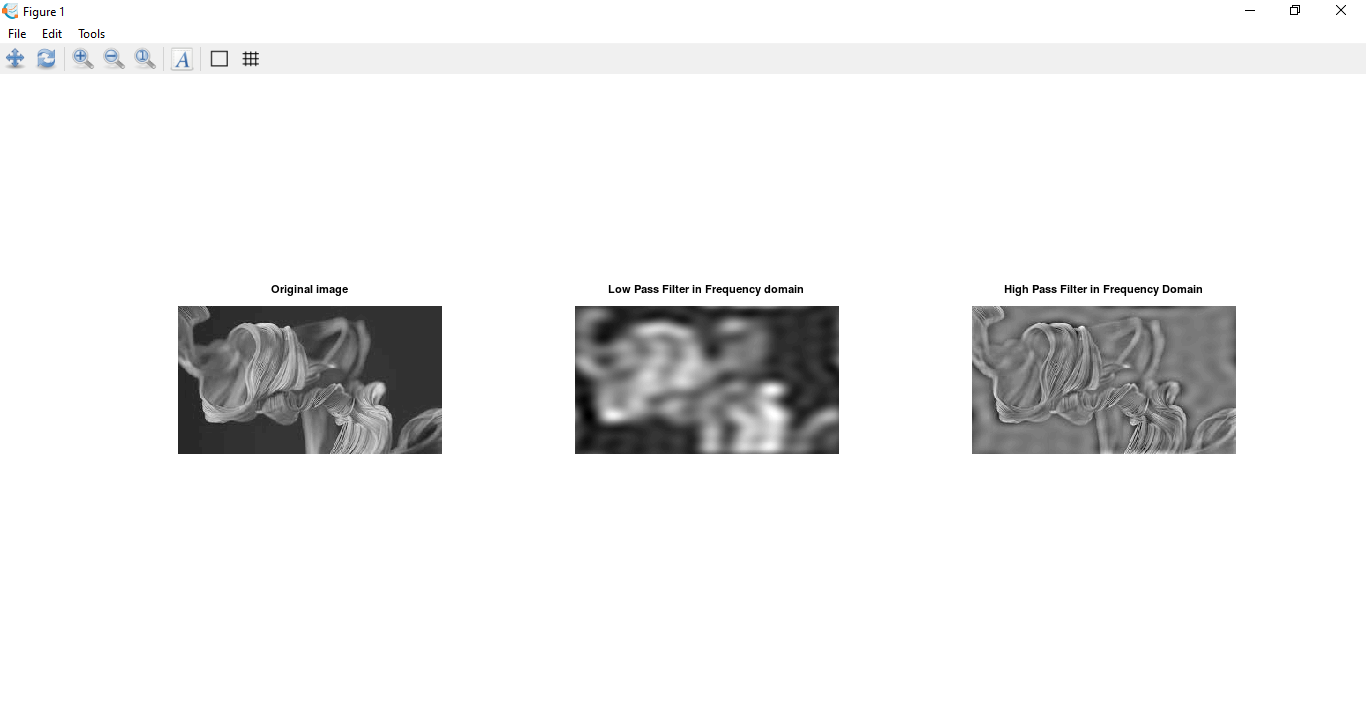 Figure 1
File Edit Tools
A
Original image
Low Pass Filter in Frequency domain
High Pass Filter in Frequency Domain